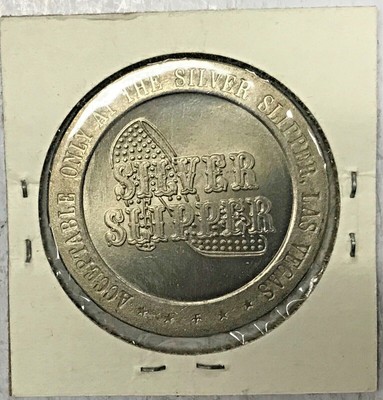 ACCEPTABLE ONLY AT THE SILVER SLIPPER, LAS VEGAS
SILVER
SLIPPER